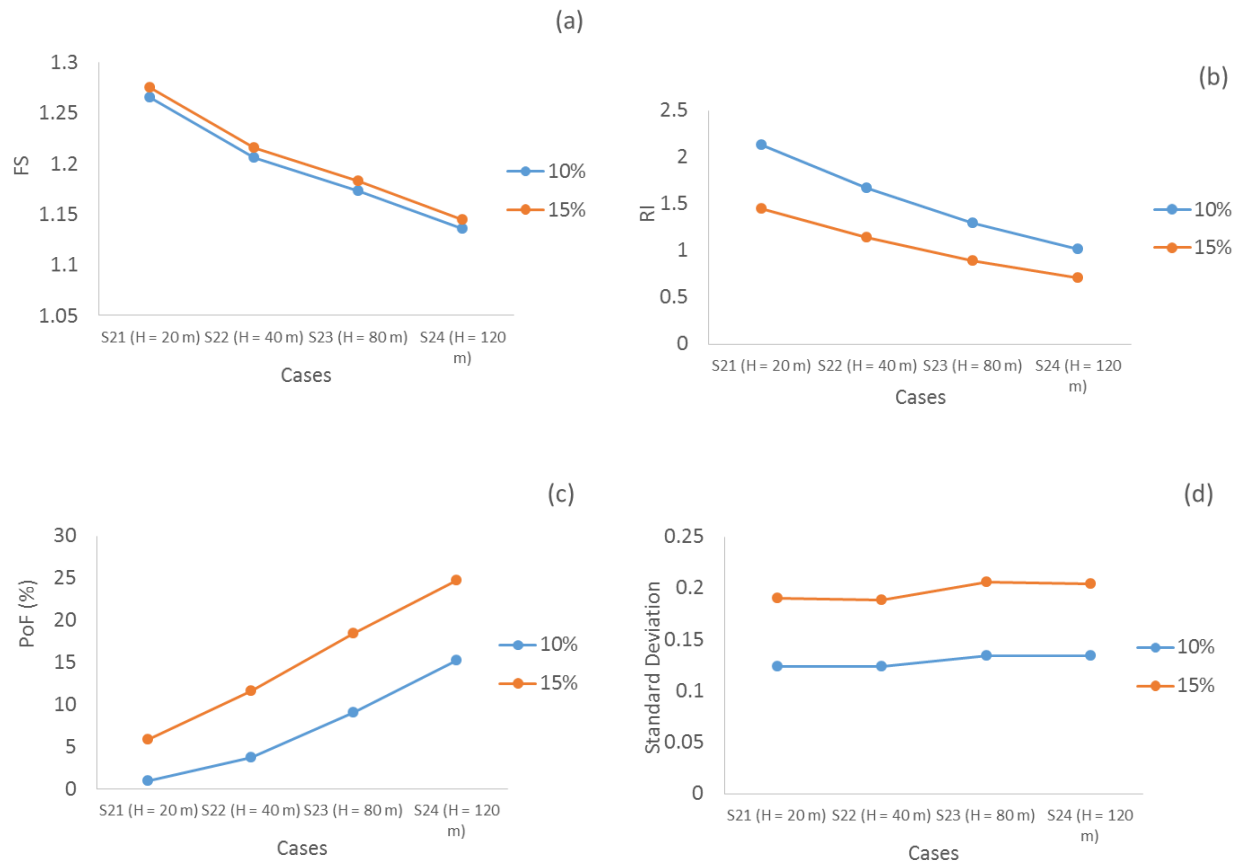 (a)
1.3
1.25
1.2
1.15
1.1
1.05
FS
S21 (H = 20 m) S22 (H = 40 m) S23 (H = 80 m) S24 (H = 120
m)
Cases
10%
15%
(b)
2.5
2
1.5
1
0.5
0
RI
S21 (H = 20 m) S22 (H = 40 m) S23 (H = 80 m) S24 (H = 120
m)
Cases
10%
15%
(c)
30
25
20
15
10
5
0
PoF (%)
S21 (H = 20 m) S22 (H = 40 m) S23 (H = 80 m) S24 (H = 120
m)
Cases
10%
15%
(d)
0.25
0.2
0.15
0.1
0.05
0
Standard Deviation
S21 (H = 20 m) S22 (H = 40 m) S23 (H = 80 m) S24 (H = 120
m)
Cases
10%
15%